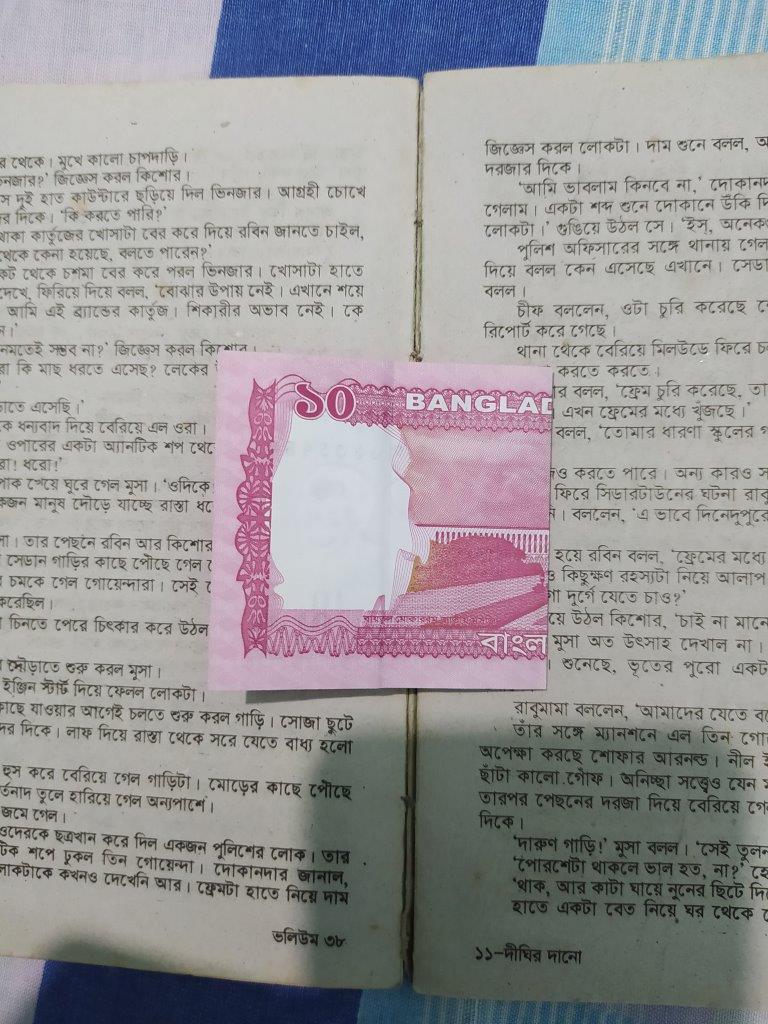 থেকে। মুখে কালো চাপদাড়ি।
জিজ্ঞেস করল কিশোর।
দুই হাত কাউন্টারে ছড়িয়ে দিল ভিনজার। আগ্রহী চোখে
দিকে। ‘কি করতে পারি?’
থাকা কার্তুজের খোসাটা বের করে দিয়ে রবিন জানতে চাইল,
থেকে কেনা হয়েছে, বলতে পারেন?’
থেকে চশমা বের করে পরল ভিনজার। খোসাটা হাতে
দেখে, ফিরিয়ে দিয়ে বলল, ‘বোঝার উপায় নেই। এখানে শয়ে
আমি এই ব্র্যান্ডের কার্তুজ। শিকারীর অভাব নেই। কে
সম্ভব না?’ জিজ্ঞেস করল কিশোর।
কি মাছ ধরতে এসেছে? লেকের
এসেছি।’
ধন্যবাদ দিয়ে বেরিয়ে এল ওরা।
ওপারের একটা অ্যানটিক শপ থেকে
ধরো!’
খেয়ে ঘুরে গেল মুসা। ‘ওদিকে
মানুষ দৌড়ে যাচ্ছে রাস্তা
তার পেছনে রবিন আর কিশোর
সেডান গাড়ির কাছে পৌঁছে গেল
চমকে গেল গোয়েন্দারা। সেই
করেছিল।
চিনতে পেরে চিৎকার করে উঠল
দৌড়াতে শুরু করল মুসা।
ইঞ্জিন স্টার্ট দিয়ে ফেলল লোকটা।
যাওয়ার আগেই চলতে শুরু করল গাড়ি। সোজা ছুটে
দিকে। লাফ দিয়ে রাস্তা থেকে সরে যেতে বাধ্য হলো
হুস করে বেরিয়ে গেল গাড়িটা। মোড়ের কাছে পৌঁছে
তুলে হারিয়ে গেল অন্যপাশে।
জমে গেল।
ওদেরকে ছত্রখান করে দিল একজন পুলিশের লোক। তার
শপে ঢুকল তিন গোয়েন্দা। দোকানদার জানাল,
লোকটাকে কখনও দেখেনি আর। ফ্রেমটা হাতে নিয়ে দাম
ভলিউম ৩৮
১০
BANGLAD
বাংল
জিজ্ঞেস করল লোকটা। দাম শুনে বলল,
দরজার দিকে।
‘আমি ভাবলাম কিনবে না,’
গেলাম। একটা শব্দ শুনে দোকানে উঁকি
লোকটা।’ গুঙিয়ে উঠল সে। ‘ইস্,
পুলিশ অফিসারের সঙ্গে থানায় গেল
দিয়ে বলল কেন এসেছে এখানে।
বলল।
চীফ বললেন, ওটা চুরি করেছে
রিপোর্ট করে গেছে।
থানা থেকে বেরিয়ে মিলউডে ফিরে
করতে করতে।
বলল, ‘ফ্রেম চুরি করেছে,
এখন ফ্রেমের মধ্যে খুঁজছে।’
বলল, ‘তোমার ধারণা স্কুলের
করতে পারে। অন্য কারও
ফিরে সিডারটাউনের ঘটনা
বললেন, ‘এ ভাবে দিনেদুপুরে
হয়ে রবিন বলল, ‘ফ্রেমের মধ্যে
কিছুক্ষণ রহস্যটা নিয়ে আলাপ
দুর্গে যেতে চাও?’
উঠল কিশোর, ‘চাই না মানে
মুসা অত উৎসাহ দেখাল না।
শুনেছে, ভূতের পুরো একটা
রাবুমামা বললেন, ‘আমাদের যেতে
তাঁর সঙ্গে ম্যানশনে এল তিন
অপেক্ষা করছে শোফার আরনল্ড। নীল
ছাঁটা কালো গোঁফ। অনিচ্ছা সত্ত্বেও যেন
তারপর পেছনের দরজা দিয়ে বেরিয়ে
দিকে।
‘দারুণ গাড়ি!’ মুসা বলল। ‘সেই
‘পোরশেটা থাকলে ভাল হত, না?’
‘থাক, আর কাটা ঘায়ে নুনের ছিটে
হাতে একটা বেত নিয়ে ঘর থেকে
১১-দীঘির দানো